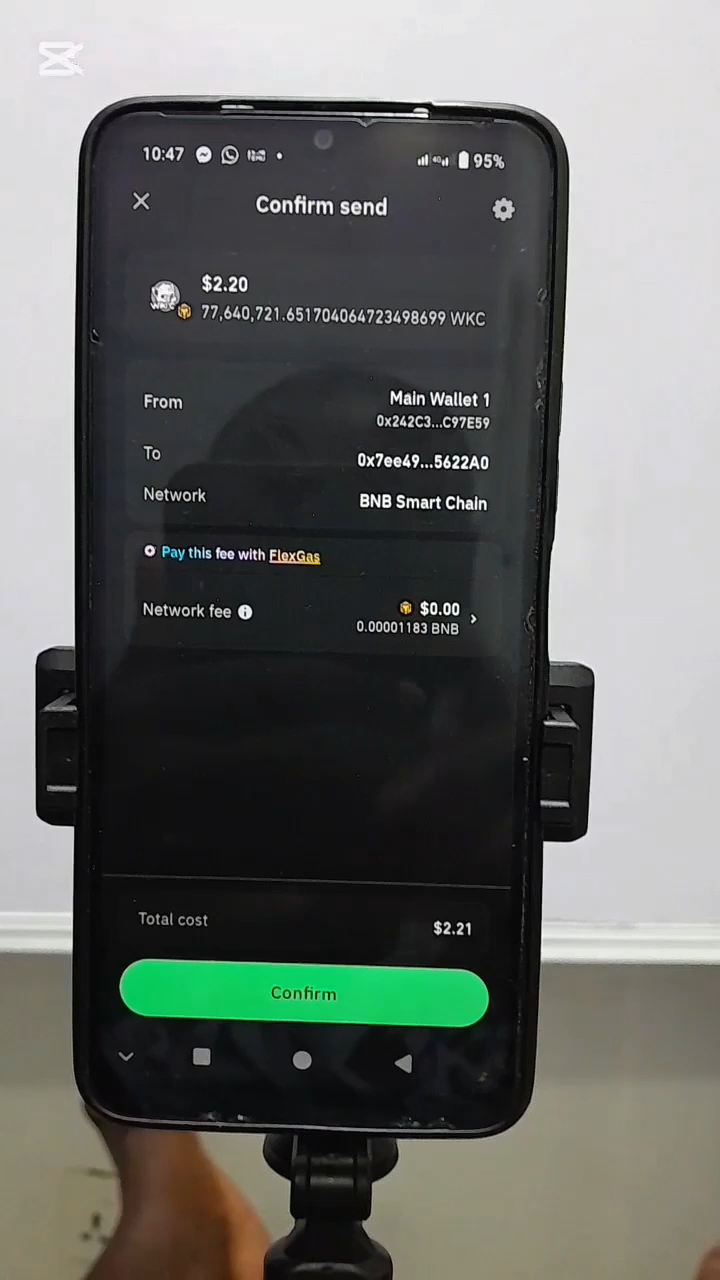 10:47
4G
95%
Confirm send
$2.20
WKC
77,640,721.651704064723498699 WKC
From
Main Wallet 1
0x242C3...C97E59
To
0x7ee49...5622A0
Network
BNB Smart Chain
Pay this fee with FlexGas
Network fee
$0.00
0.00001183 BNB
Total cost
$2.21
Confirm